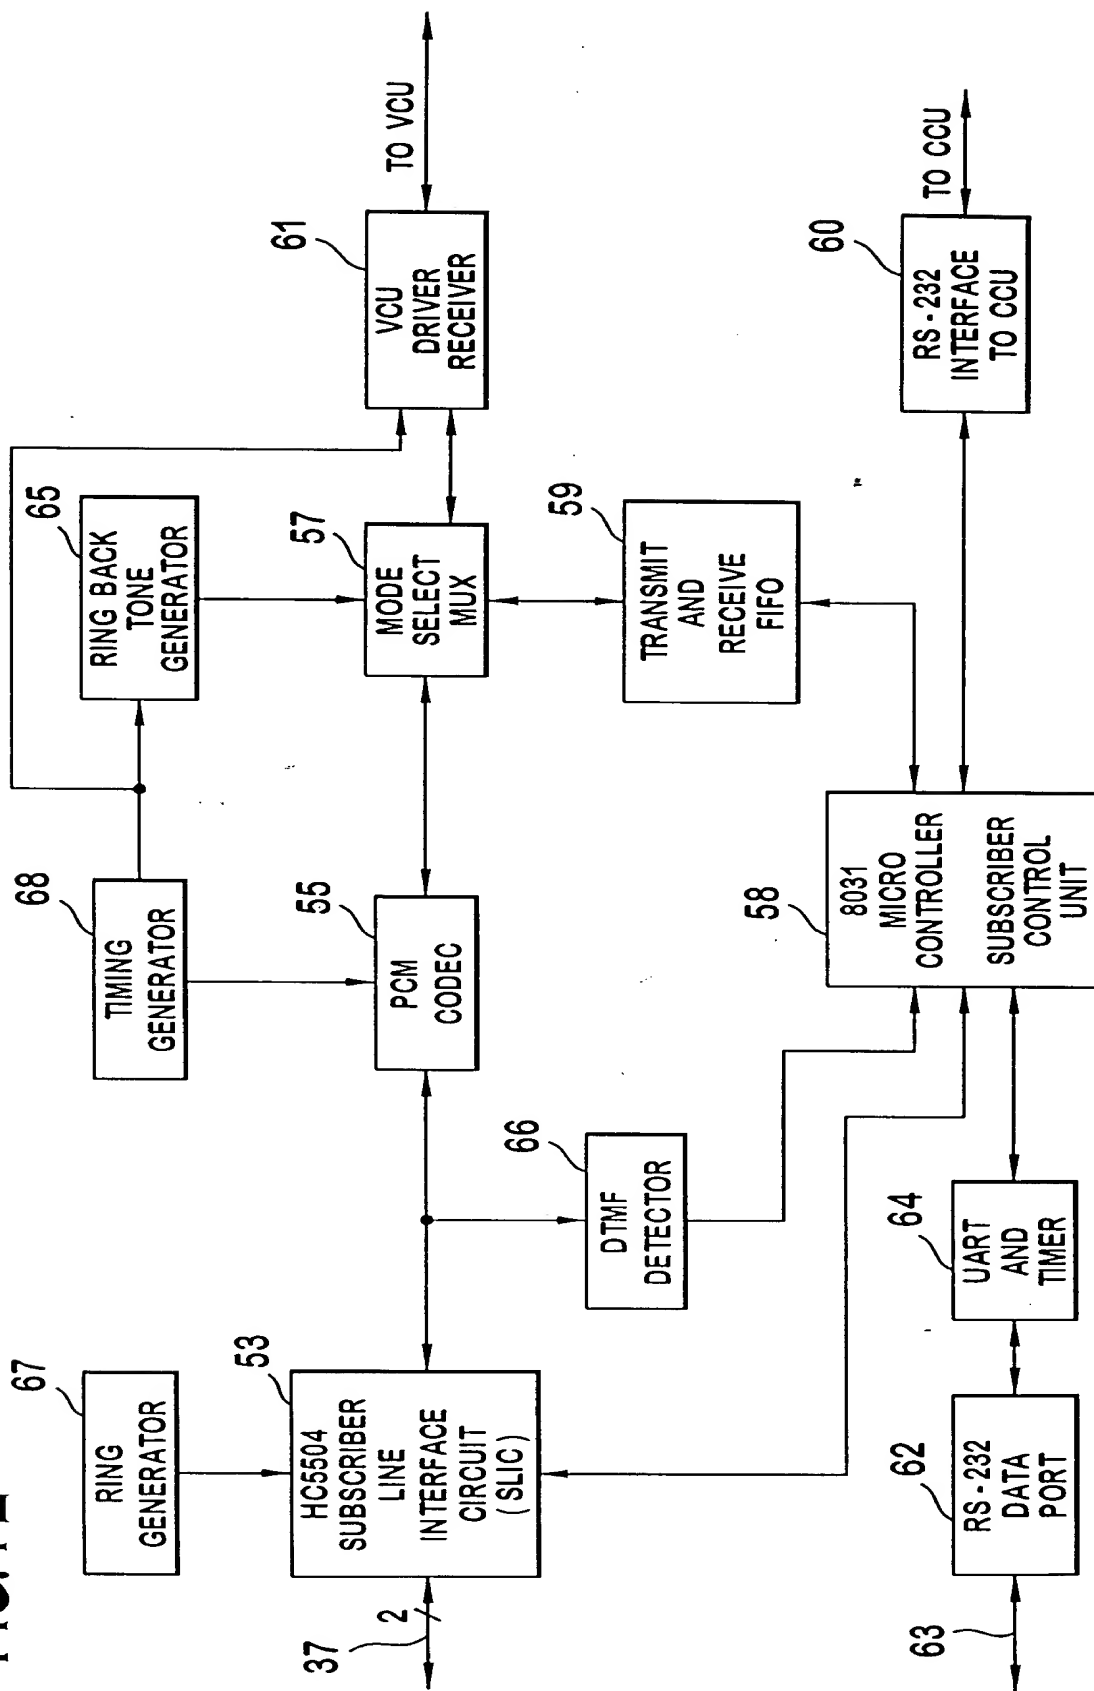 67
RING
GENERATOR
68
TIMING
GENERATOR
65
RING BACK
TONE
GENERATOR
37
2
53
HC5504
SUBSCRIBER
LINE
INTERFACE
CIRCUIT
(SLIC)
55
PCM
CODEC
57
MODE
SELECT
MUX
61
VCU
DRIVER
RECEIVER
TO VCU
66
DTMF
DETECTOR
59
TRANSMIT
AND
RECEIVE
FIFO
63
62
RS-232
DATA
PORT
64
UART
AND
TIMER
58
8031
MICRO
CONTROLLER
SUBSCRIBER
CONTROL
UNIT
60
RS-232
INTERFACE
TO CCU
TO CCU